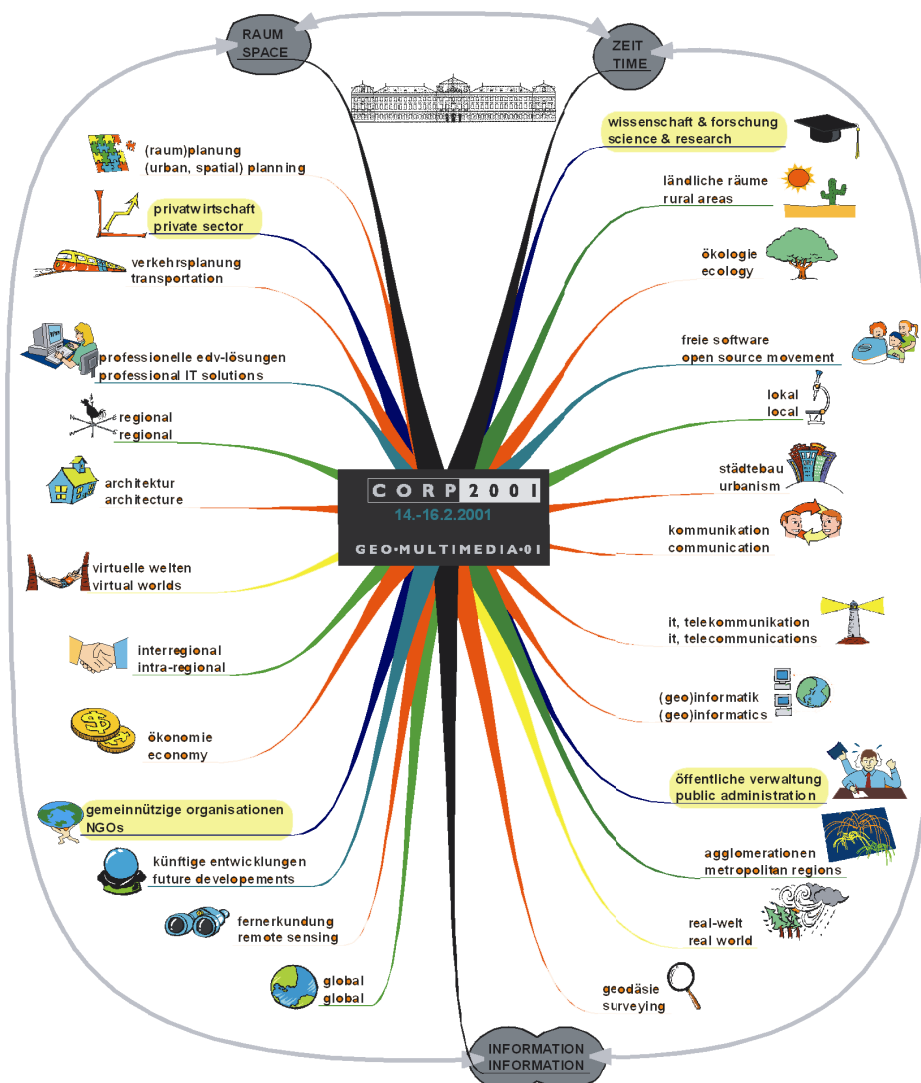 RAUM
SPACE
ZEIT
TIME
wissenschaft & forschung
science & research
(raum)planung
(urban, spatial) planning
ländliche räume
rural areas
privatwirtschaft
private sector
ökologie
ecology
verkehrsplanung
transportation
freie software
open source movement
professionelle edv-lösungen
professional IT solutions
lokal
local
regional
regional
städtebau
urbanism
architektur
architecture
CORP 2001
14.-16.2.2001
GEO•MULTIMEDIA•01
kommunikation
communication
virtuelle welten
virtual worlds
it, telekommunikation
it, telecommunications
interregional
intra-regional
(geo)informatik
(geo)informatics
ökonomie
economy
öffentliche verwaltung
public administration
gemeinnützige organisationen
NGOs
agglomerationen
metropolitan regions
künftige entwicklungen
future developements
fernerkundung
remote sensing
real-welt
real world
global
global
geodäsie
surveying
INFORMATION
INFORMATION